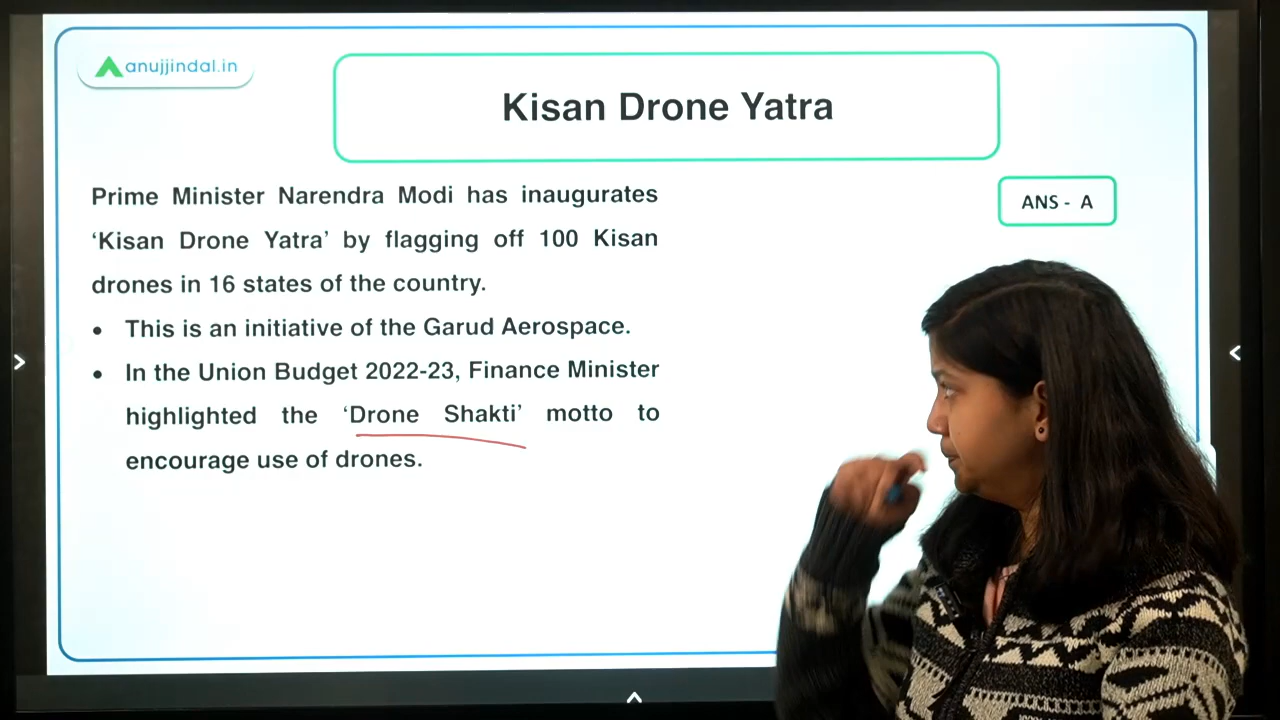 anujjindal.in
Kisan Drone Yatra
Prime Minister Narendra Modi has inaugurates
‘Kisan Drone Yatra’ by flagging off 100 Kisan
drones in 16 states of the country.
• This is an initiative of the Garud Aerospace.
• In the Union Budget 2022-23, Finance Minister
highlighted the ‘Drone Shakti’ motto to
encourage use of drones.
ANS - A